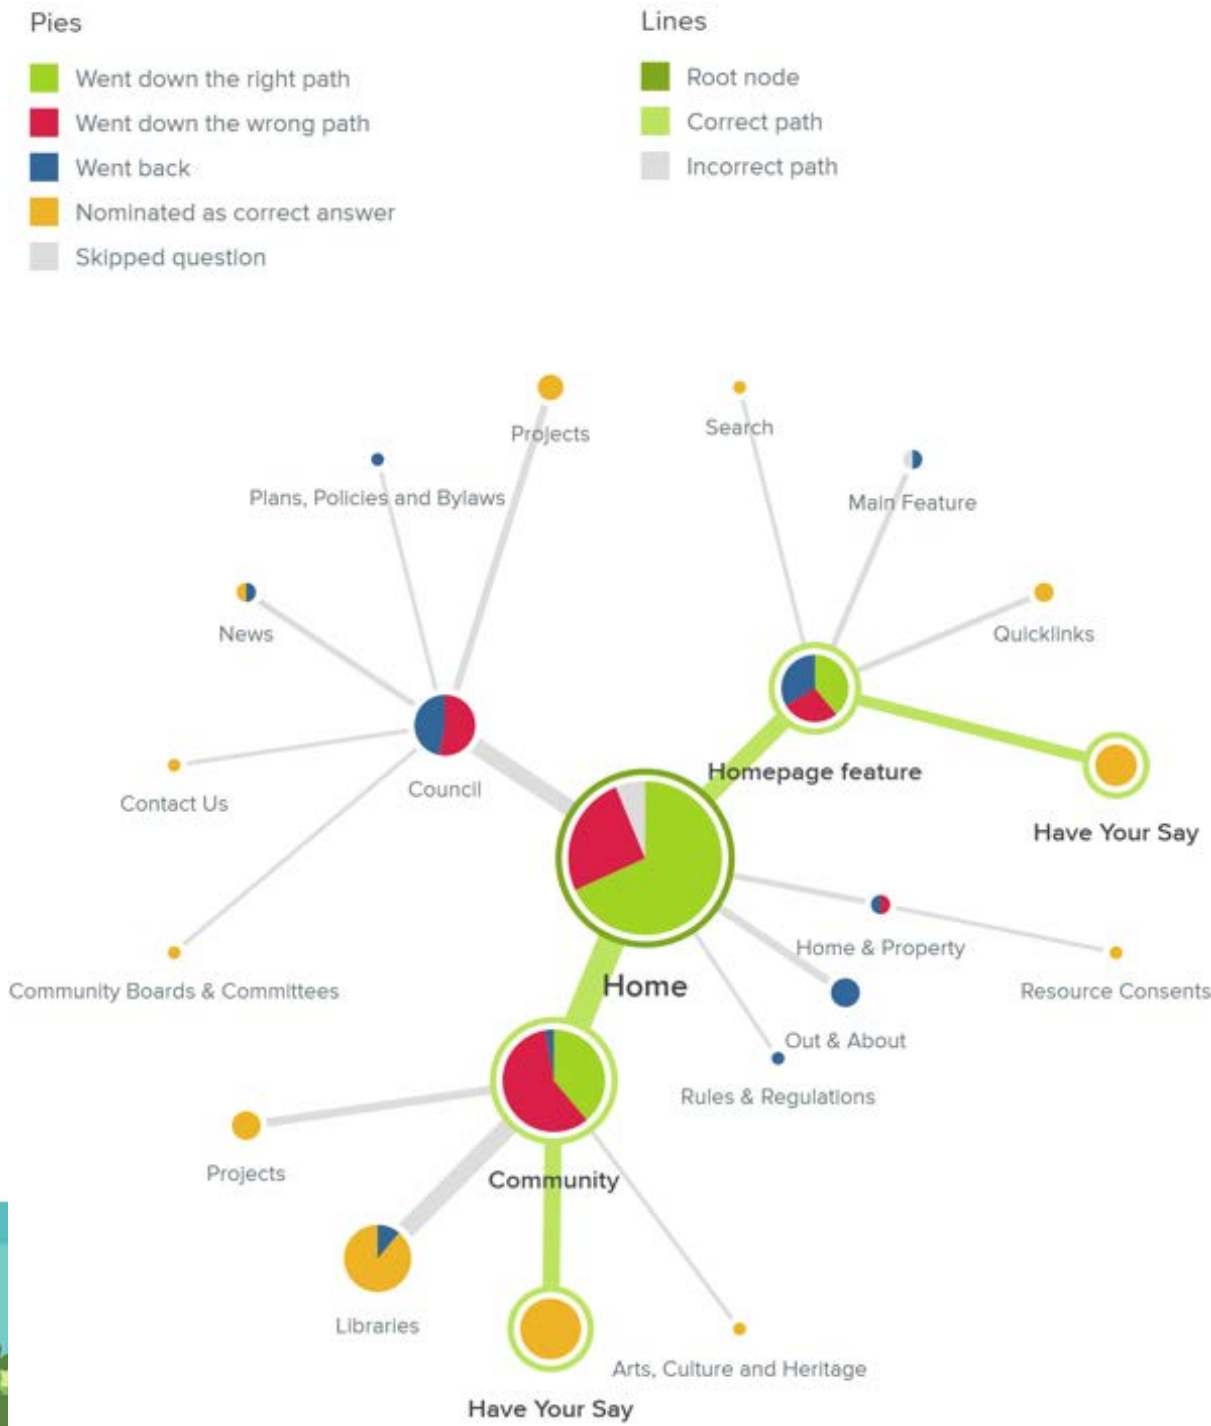 Pies
Went down the right path
Went down the wrong path
Went back
Nominated as correct answer
Skipped question
Lines
Root node
Correct path
Incorrect path
Projects
Search
Plans, Policies and Bylaws
Main Feature
News
Quicklinks
Homepage feature
Council
Contact Us
Have Your Say
Home & Property
Home
Community Boards & Committees
Resource Consents
Out & About
Rules & Regulations
Projects
Community
Libraries
Arts, Culture and Heritage
Have Your Say